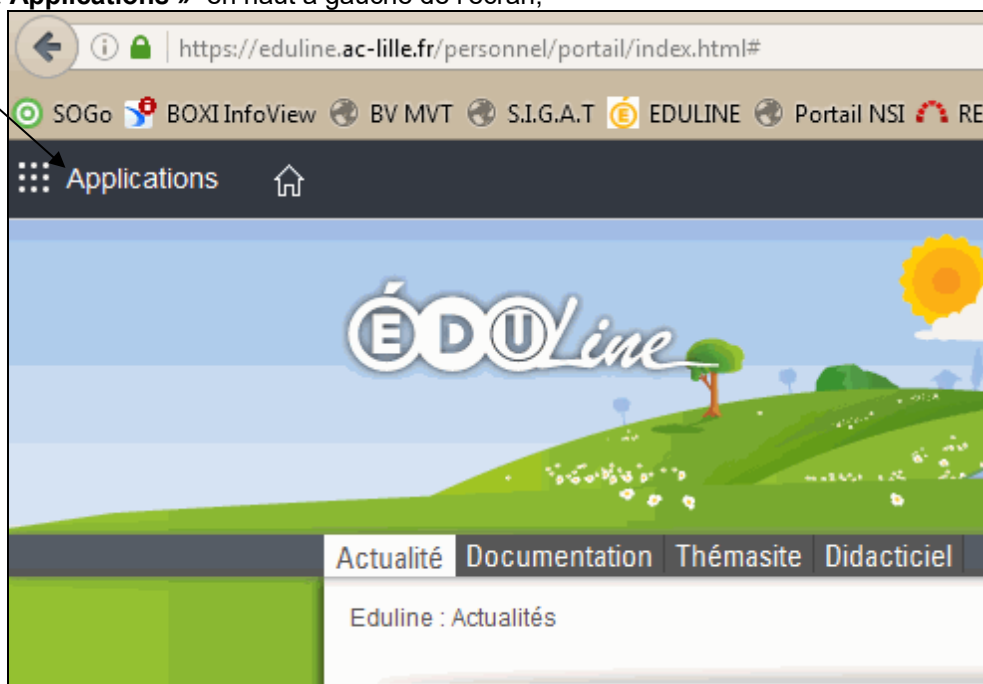 Applications » en haut à gauche de l'écran,
https://eduline.ac-lille.fr/personnel/portail/index.html#
SOGo BOXI InfoView BV MVT S.I.G.A.T EDULINE Portail NSI RE
Applications
ÉDULine
Actualité Documentation Thémasite Didacticiel
Eduline : Actualités